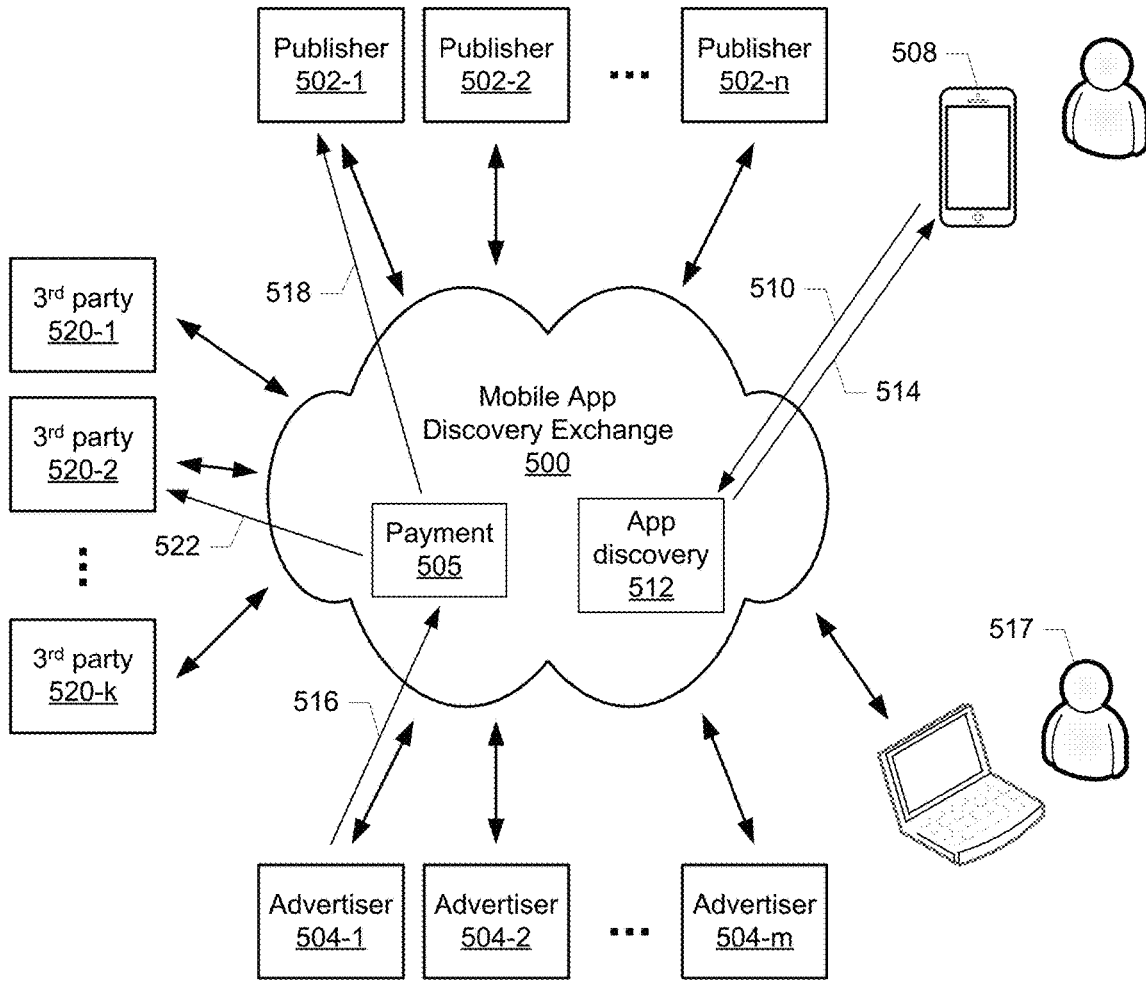 Publisher
502-1
Publisher
502-2
Publisher
502-n
508
3rd party
520-1
518
510
514
Mobile App
Discovery Exchange
500
3rd party
520-2
522
Payment
505
App
discovery
512
3rd party
520-k
516
517
Advertiser
504-1
Advertiser
504-2
Advertiser
504-m